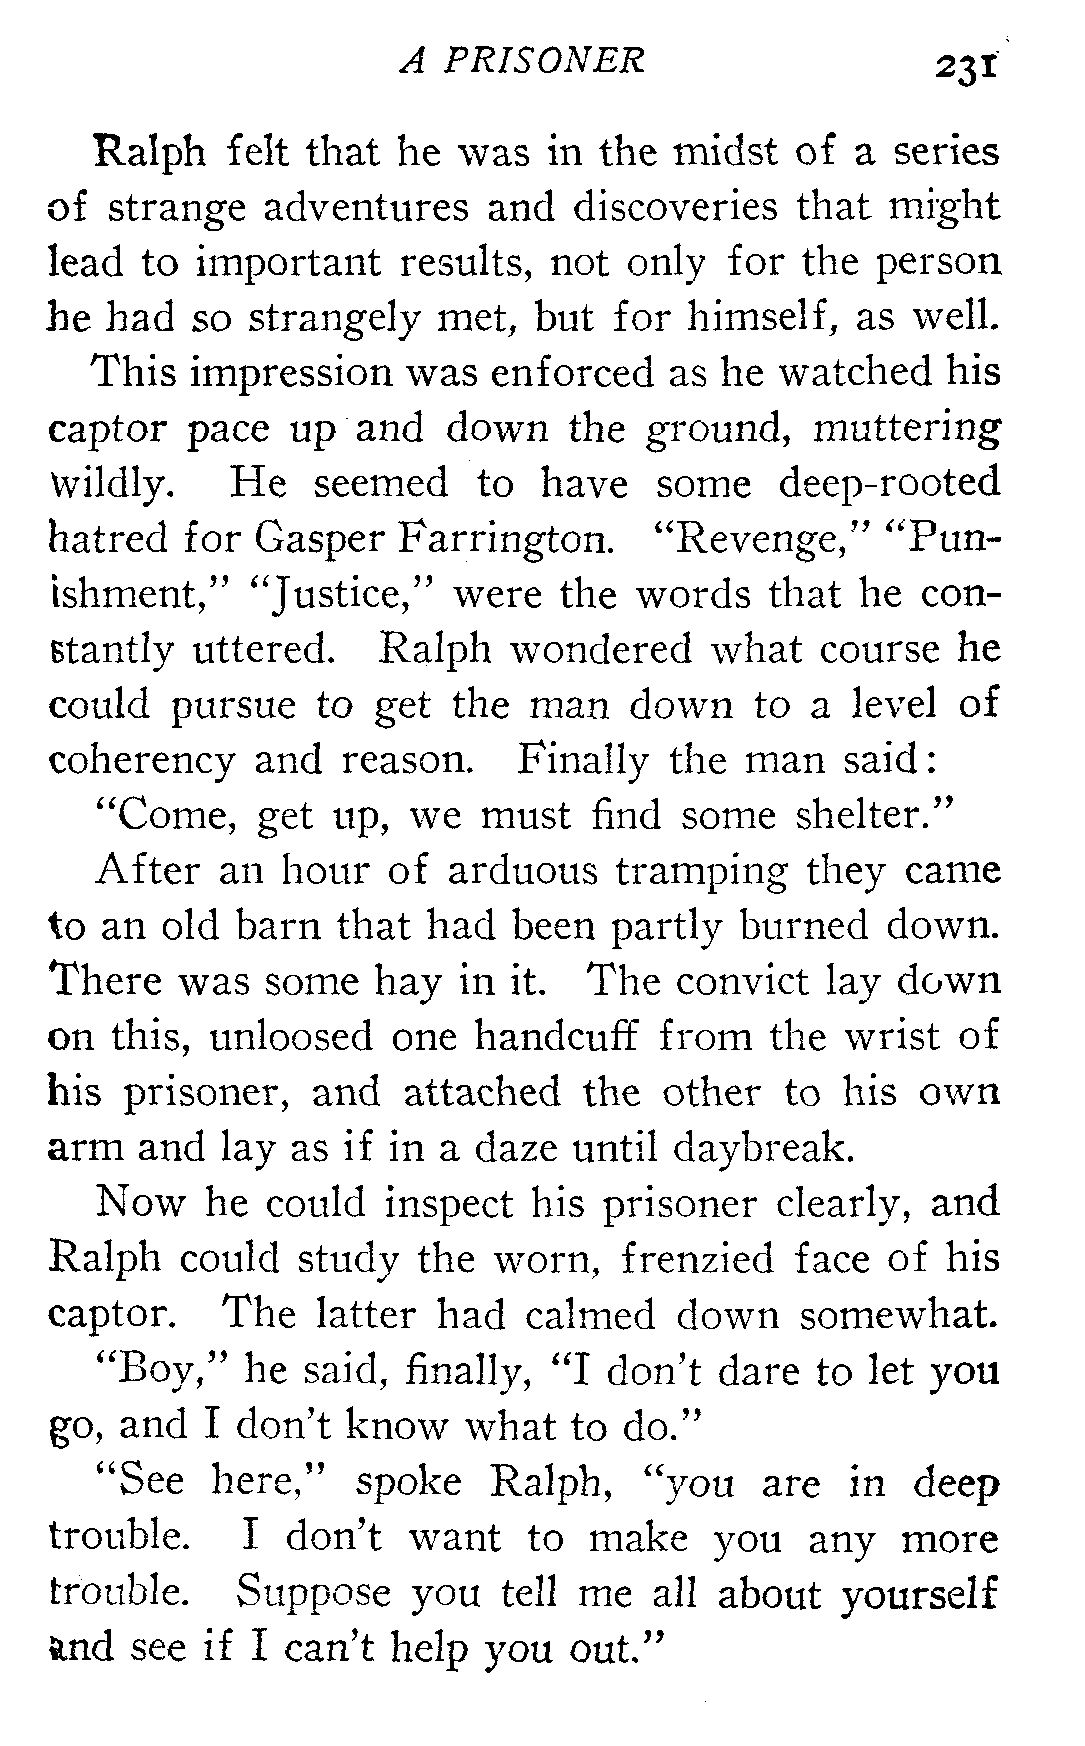 A PRISONER 231
Ralph felt that he was in the midst of a series
of strange adventures and discoveries that might
lead to important results, not only for the person
he had so strangely met, but for himself, as well.
This impression was enforced as he watched his
captor pace up and down the ground, muttering
wildly. He seemed to have some deep-rooted
hatred for Gasper Farrington. "Revenge," "Pun-
ishment," "Justice," were the words that he con-
stantly uttered. Ralph wondered what course he
could pursue to get the man down to a level of
coherency and reason. Finally the man said:
"Come, get up, we must find some shelter."
After an hour of arduous tramping they came
to an old barn that had been partly burned down.
There was some hay in it. The convict lay down
on this, unloosed one handcuff from the wrist of
his prisoner, and attached the other to his own
arm and lay as if in a daze until daybreak.
Now he could inspect his prisoner clearly, and
Ralph could study the worn, frenzied face of his
captor. The latter had calmed down somewhat.
"Boy," he said, finally, "I don't dare to let you
go, and I don't know what to do."
"See here," spoke Ralph, "you are in deep
trouble. I don't want to make you any more
trouble. Suppose you tell me all about yourself
and see if I can't help you out."